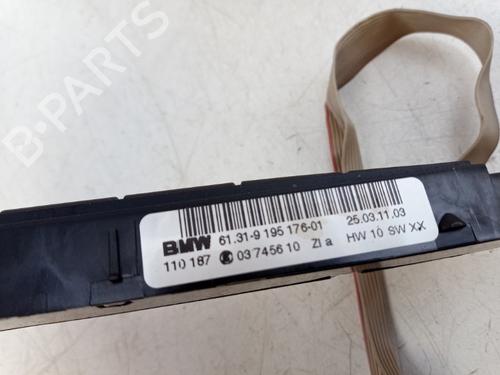 B-PARTS
BMW 61.31-9 195 176-01 25.03.11.03
110 187 03 7456 10 ZI a HW 10 SW XX